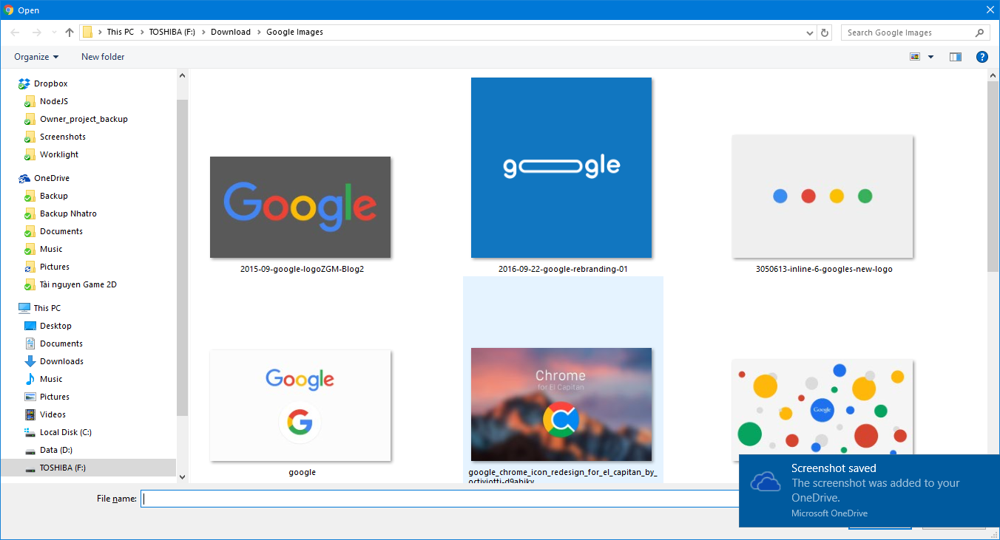 Open
This PC
TOSHIBA (F:)
Download
Google Images
Search Google Images
Organize
New folder
?
Dropbox
NodeJS
Owner_project_backup
Screenshots
Worklight
OneDrive
Backup
Backup Nhatro
Documents
Music
Pictures
Tài nguyen Game 2D
This PC
Desktop
Documents
Downloads
Music
Pictures
Videos
Local Disk (C:)
Data (D:)
TOSHIBA (F:)
Google
2015-09-google-logoZGM-Blog2
google
2016-09-22-google-rebranding-01
3050613-inline-6-googles-new-logo
Google
G
google
Chrome
for El Capitan
google_chrome_icon_redesign_for_el_capitan_by_
Google
File name:
Screenshot saved
The screenshot was added to your
OneDrive.
Microsoft OneDrive